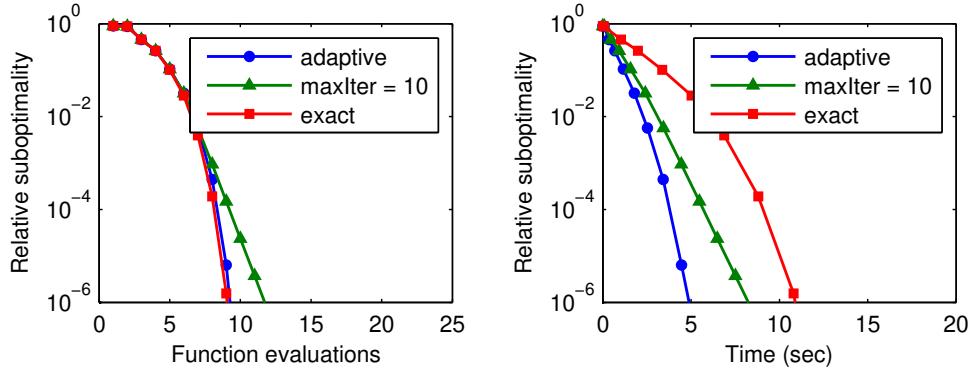 Relative suboptimality
10^0
10^−2
10^−4
10^−6
adaptive
maxIter = 10
exact
0 5 10 15 20 25
Function evaluations
Relative suboptimality
10^0
10^−2
10^−4
10^−6
adaptive
maxIter = 10
exact
0 5 10 15 20
Time (sec)